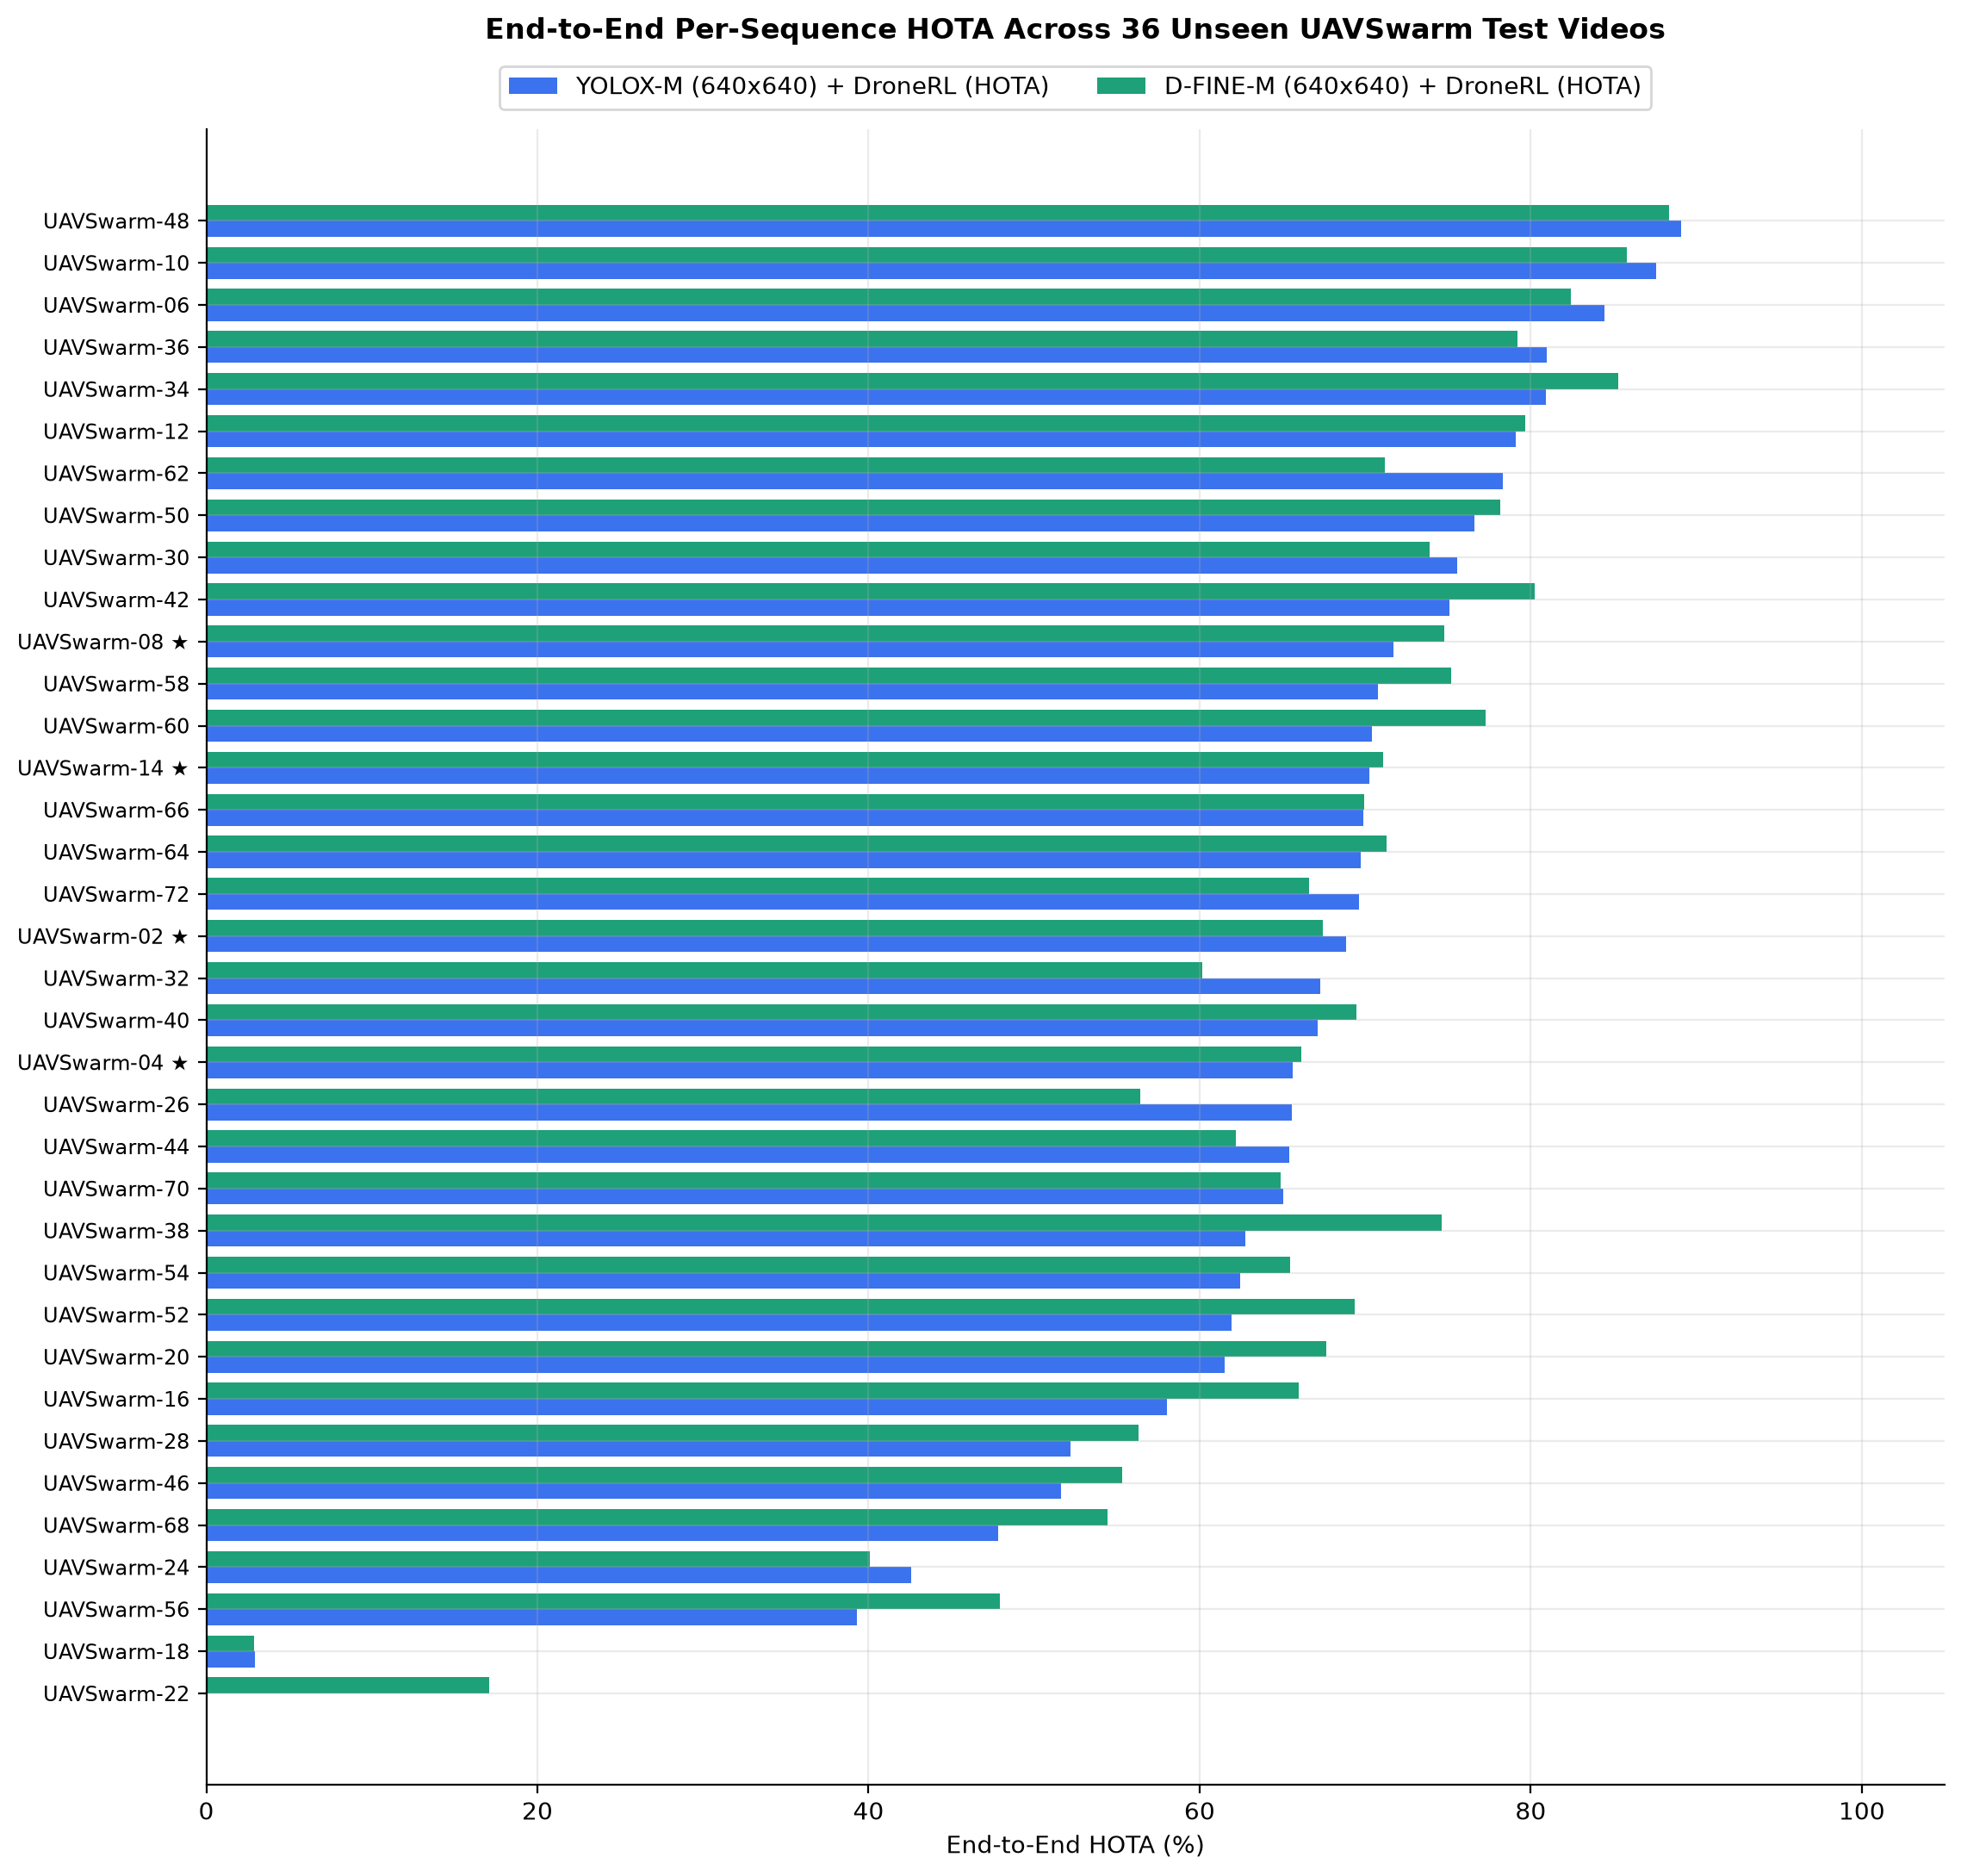 End-to-End Per-Sequence HOTA Across 36 Unseen UAVSwarm Test Videos
YOLOX-M (640x640) + DroneRL (HOTA)
D-FINE-M (640x640) + DroneRL (HOTA)
UAVSwarm-48
UAVSwarm-10
UAVSwarm-06
UAVSwarm-36
UAVSwarm-34
UAVSwarm-12
UAVSwarm-62
UAVSwarm-50
UAVSwarm-30
UAVSwarm-42
UAVSwarm-08 ★
UAVSwarm-58
UAVSwarm-60
UAVSwarm-14 ★
UAVSwarm-66
UAVSwarm-64
UAVSwarm-72
UAVSwarm-02 ★
UAVSwarm-32
UAVSwarm-40
UAVSwarm-04 ★
UAVSwarm-26
UAVSwarm-44
UAVSwarm-70
UAVSwarm-38
UAVSwarm-54
UAVSwarm-52
UAVSwarm-20
UAVSwarm-16
UAVSwarm-28
UAVSwarm-46
UAVSwarm-68
UAVSwarm-24
UAVSwarm-56
UAVSwarm-18
UAVSwarm-22
0 20 40 60 80 100
End-to-End HOTA (%)